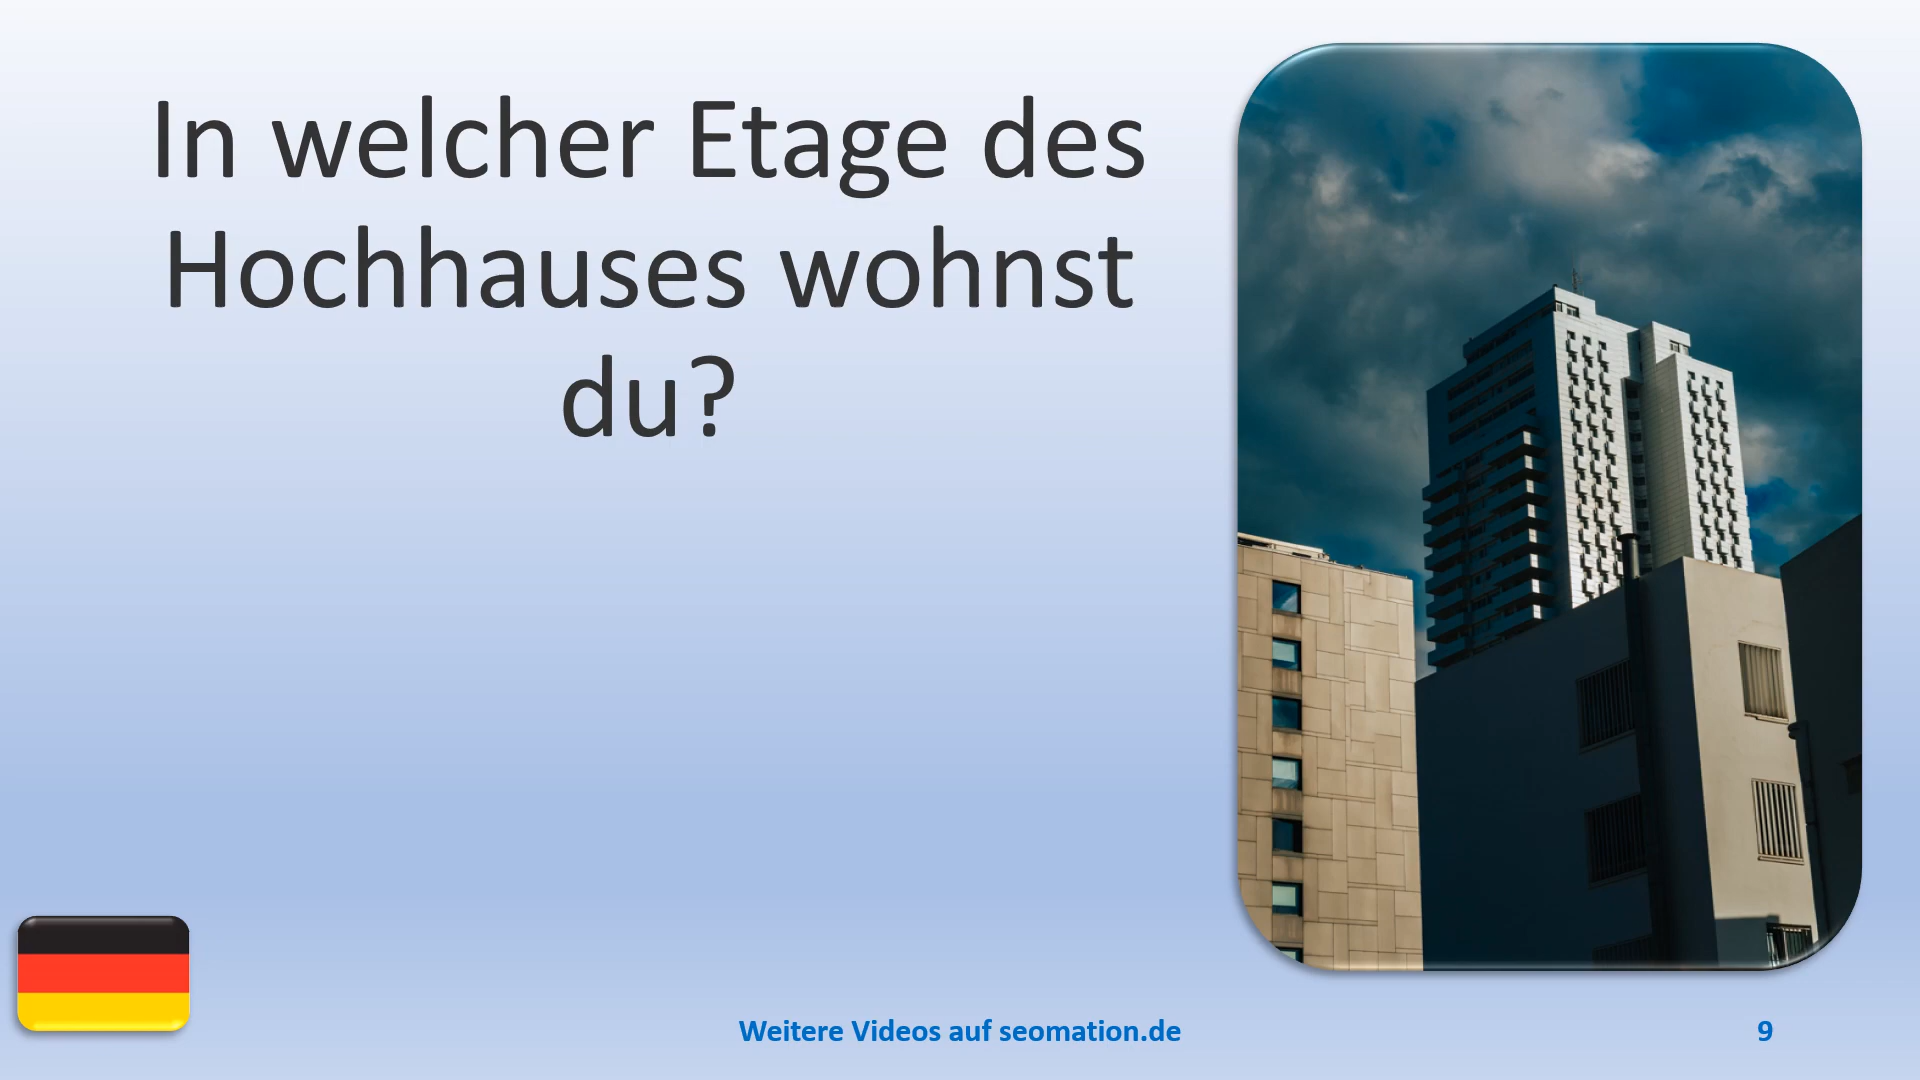 In welcher Etage des
Hochhauses wohnst
du?
Weitere Videos auf seomation.de
9